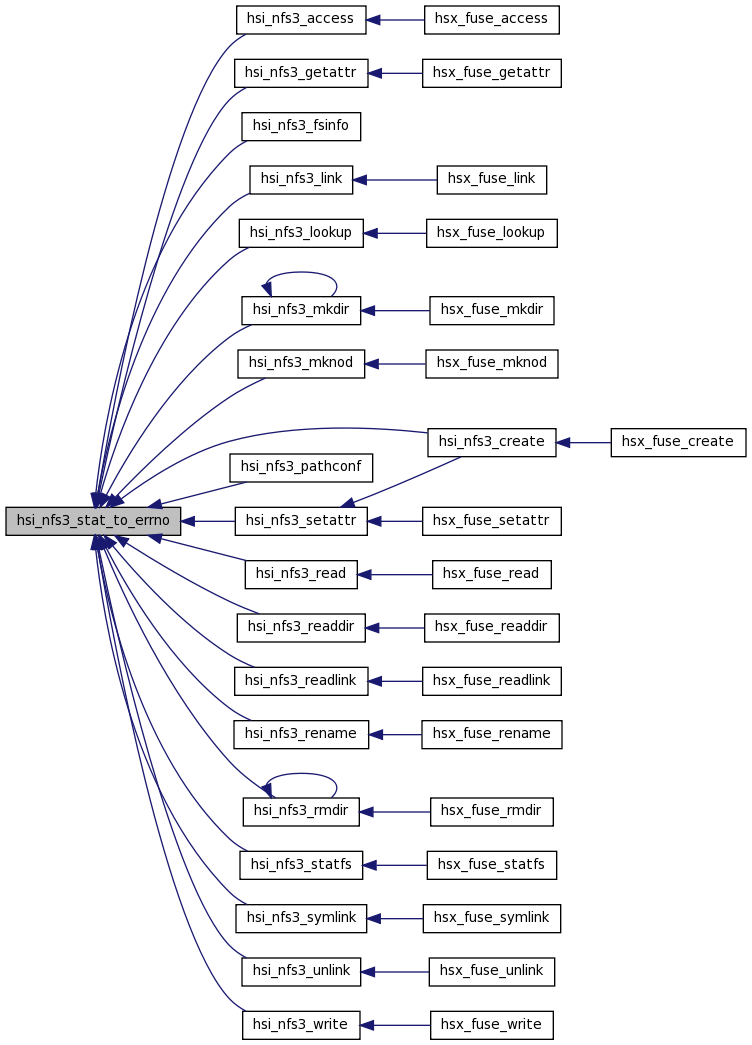 hsi_nfs3_access
hsx_fuse_access
hsi_nfs3_getattr
hsx_fuse_getattr
hsi_nfs3_fsinfo
hsi_nfs3_link
hsx_fuse_link
hsi_nfs3_lookup
hsx_fuse_lookup
hsi_nfs3_mkdir
hsx_fuse_mkdir
hsi_nfs3_mknod
hsx_fuse_mknod
hsi_nfs3_create
hsx_fuse_create
hsi_nfs3_pathconf
hsi_nfs3_stat_to_errno
hsi_nfs3_setattr
hsx_fuse_setattr
hsi_nfs3_read
hsx_fuse_read
hsi_nfs3_readdir
hsx_fuse_readdir
hsi_nfs3_readlink
hsx_fuse_readlink
hsi_nfs3_rename
hsx_fuse_rename
hsi_nfs3_rmdir
hsx_fuse_rmdir
hsi_nfs3_statfs
hsx_fuse_statfs
hsi_nfs3_symlink
hsx_fuse_symlink
hsi_nfs3_unlink
hsx_fuse_unlink
hsi_nfs3_write
hsx_fuse_write